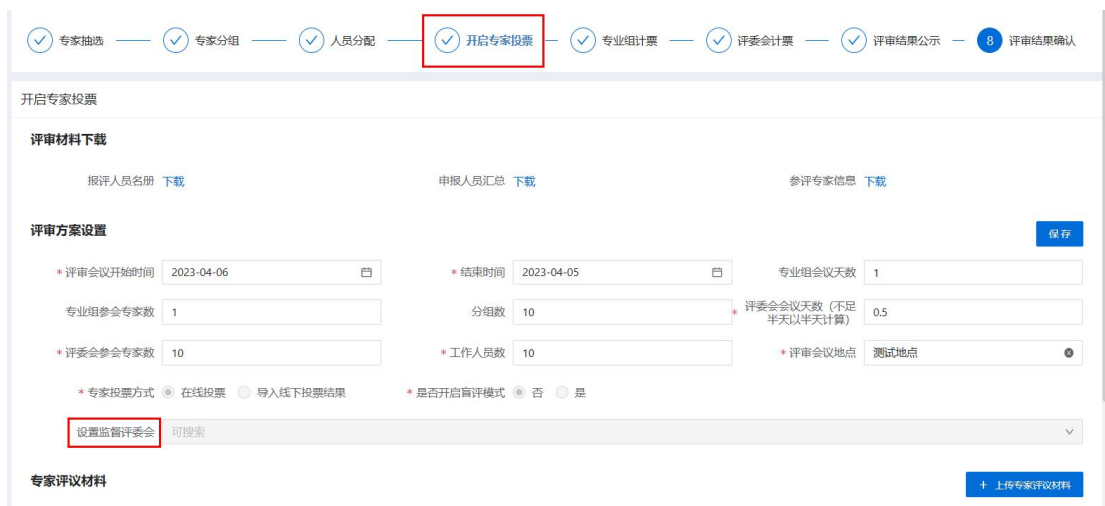 专家抽选 专家分组 人员分配 开启专家投票 专业组计票 评委会计票 评审结果公示 8 评审结果确认
开启专家投票
评审材料下载
报评人员名册 下载 申报人员汇总 下载 参评专家信息 下载
评审方案设置 保存
* 评审会议开始时间 2023-04-06 * 结束时间 2023-04-05 专业组会议天数 1
专业组参会专家数 1 分组数 10 * 评委会会议天数（不足
半天以半天计算） 0.5
* 评委会参会专家数 10 * 工作人员数 10 * 评审会议地点 测试地点
* 专家投票方式 在线投票 导入线下投票结果 * 是否开启盲评模式 否 是
设置监督评委会 可搜索
专家评议材料 + 上传专家评议材料